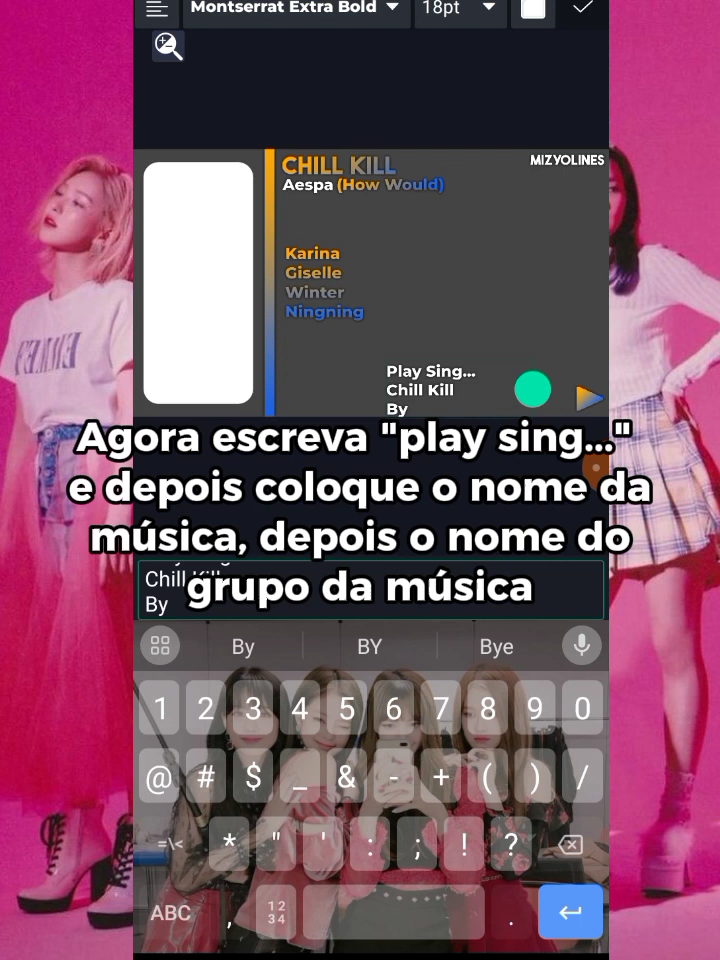 Montserrat Extra Bold
18pt
CHILL KILL
MIZYOLINES
Aespa (How Would)
Karina
Giselle
Winter
Ningning
Play Sing...
Chill Kill
By
Agora escreva "play sing..."
e depois coloque o nome da
música, depois o nome do
grupo da música
Chill Kill
By
By BY Bye
1 2 3 4 5 6 7 8 9 0
@ # $ _ & - + ( ) /
=\< * " ' : ; ! ?
ABC , 12 34 .